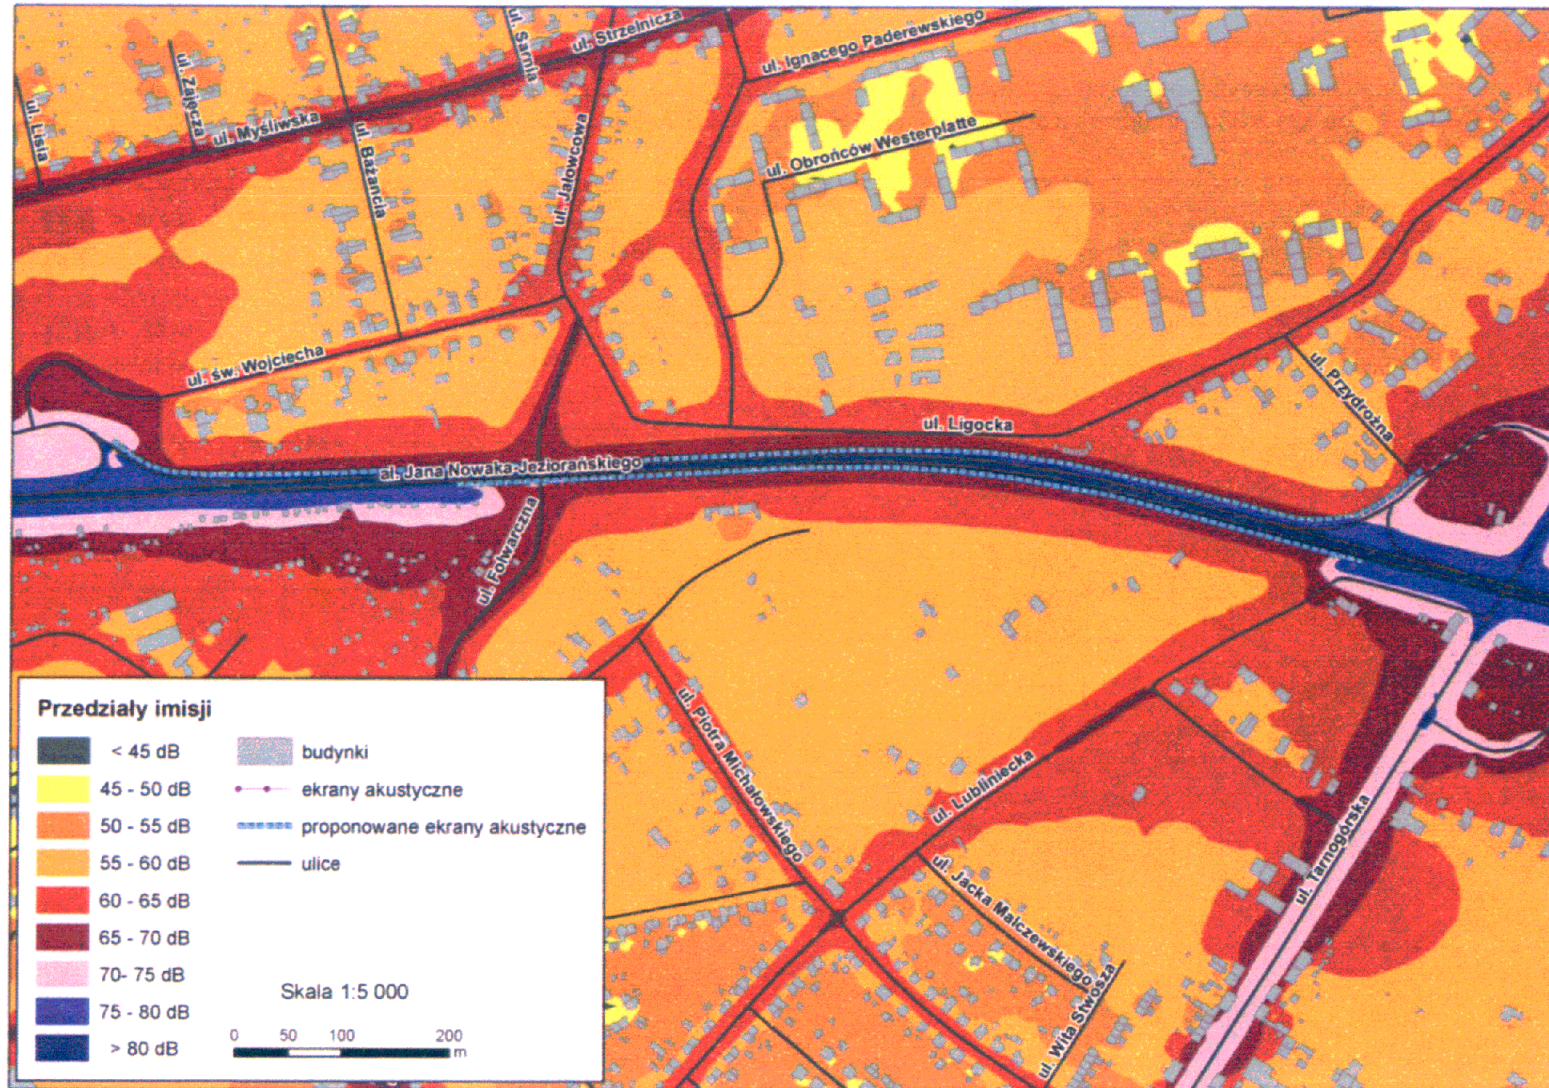 ul. Lisia
ul. Zajęcza
ul. Myśliwska
ul. Bażancia
ul. Sarnia
ul. Strzelnicza
ul. Jałowcowa
ul. Ignacego Paderewskiego
ul. Obrońców Westerplatte
ul. św. Wojciecha
ul. Ligocka
ul. Przydrożna
al. Jana Nowaka-Jeziorańskiego
ul. Folwarczna
ul. Piotra Michałowskiego
ul. Lubliniecka
ul. Jacka Malczewskiego
ul. Wita Stwosza
ul. Tarnogórska
Przedziały imisji
< 45 dB
45 - 50 dB
50 - 55 dB
55 - 60 dB
60 - 65 dB
65 - 70 dB
70- 75 dB
75 - 80 dB
> 80 dB
budynki
ekrany akustyczne
proponowane ekrany akustyczne
ulice
Skala 1:5 000
0 50 100 200
m